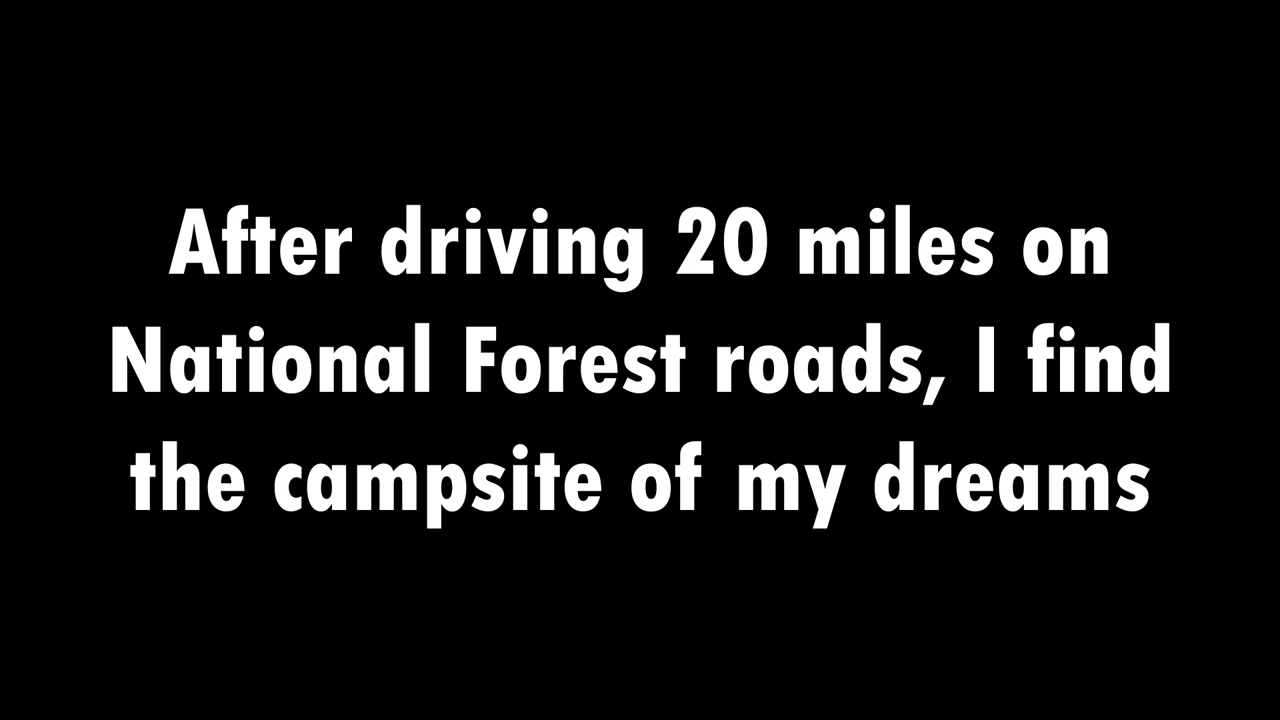 After driving 20 miles on
National Forest roads, I find
the campsite of my dreams